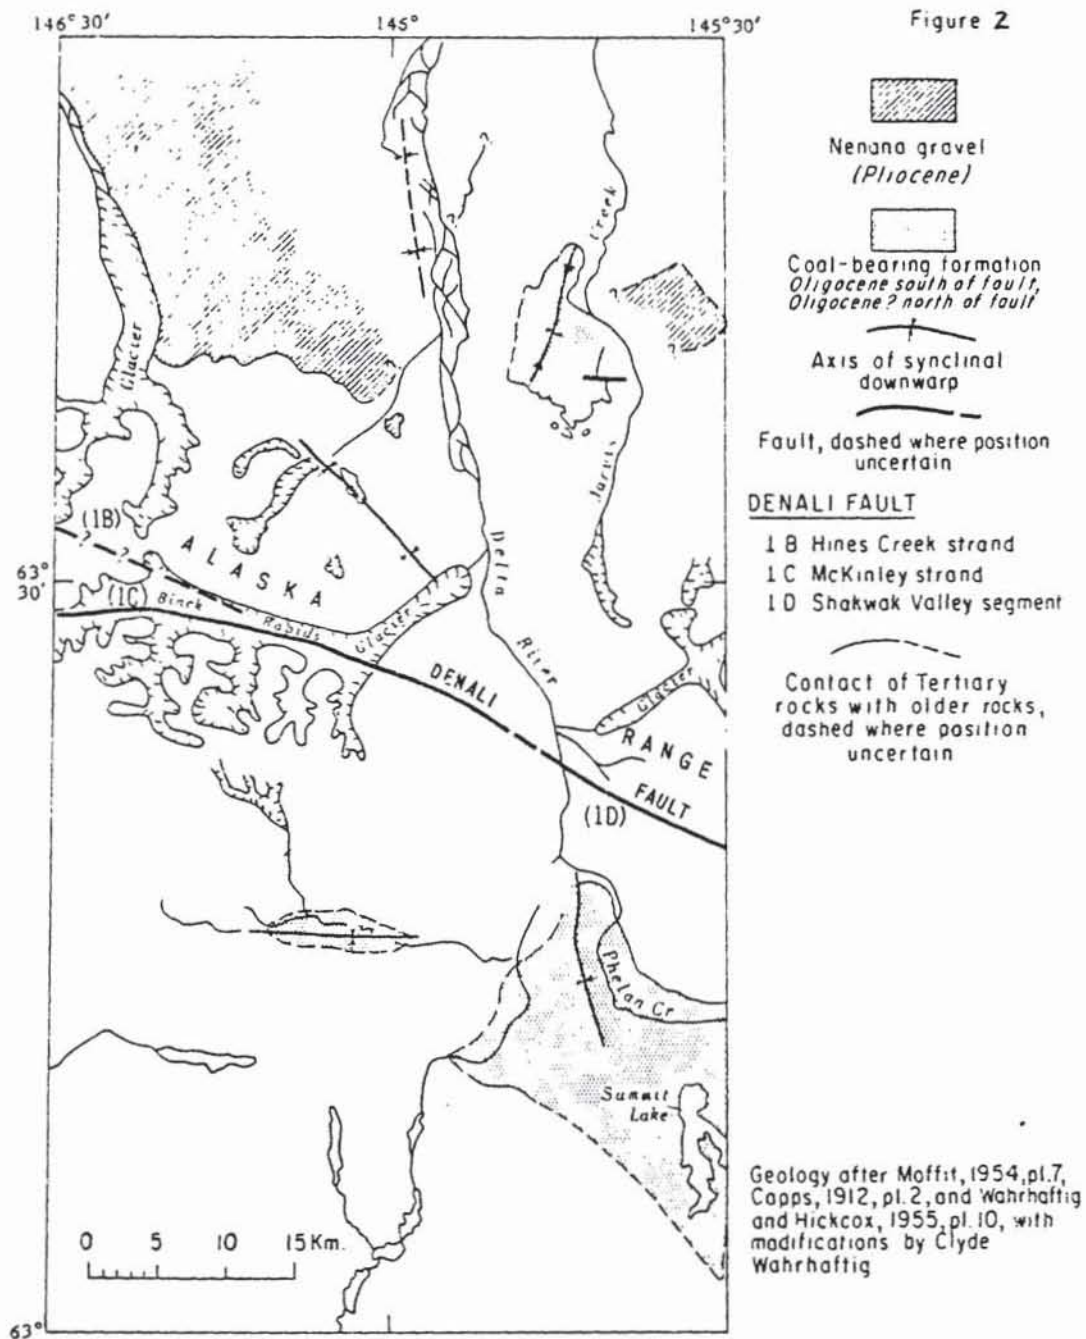 146° 30′
145°
145° 30′
Figure 2
Nenana gravel
(Pliocene)
Coal-bearing formation
Oligocene south of fault,
Oligocene ? north of fault
Axis of synclinal
downwarp
Fault, dashed where position
uncertain
DENALI FAULT
1B Hines Creek strand
1C McKinley strand
1D Shakwak Valley segment
Contact of Tertiary
rocks with older rocks,
dashed where position
uncertain
Creek
Jarvis
Glacier
?
?
(1B)
? ?
ALASKA
63°
30′
(1C)
Rapids
Glacier
Delta
River
DENALI
Glacier
RANGE
FAULT
(1D)
Phelan Cr
Summit
Lake
0 5 10 15 Km.
63°
Geology after Moffit, 1954, pl.7,
Capps, 1912, pl. 2, and Wahrhaftig
and Hickcox, 1955, pl. 10, with
modifications by Clyde
Wahrhaftig